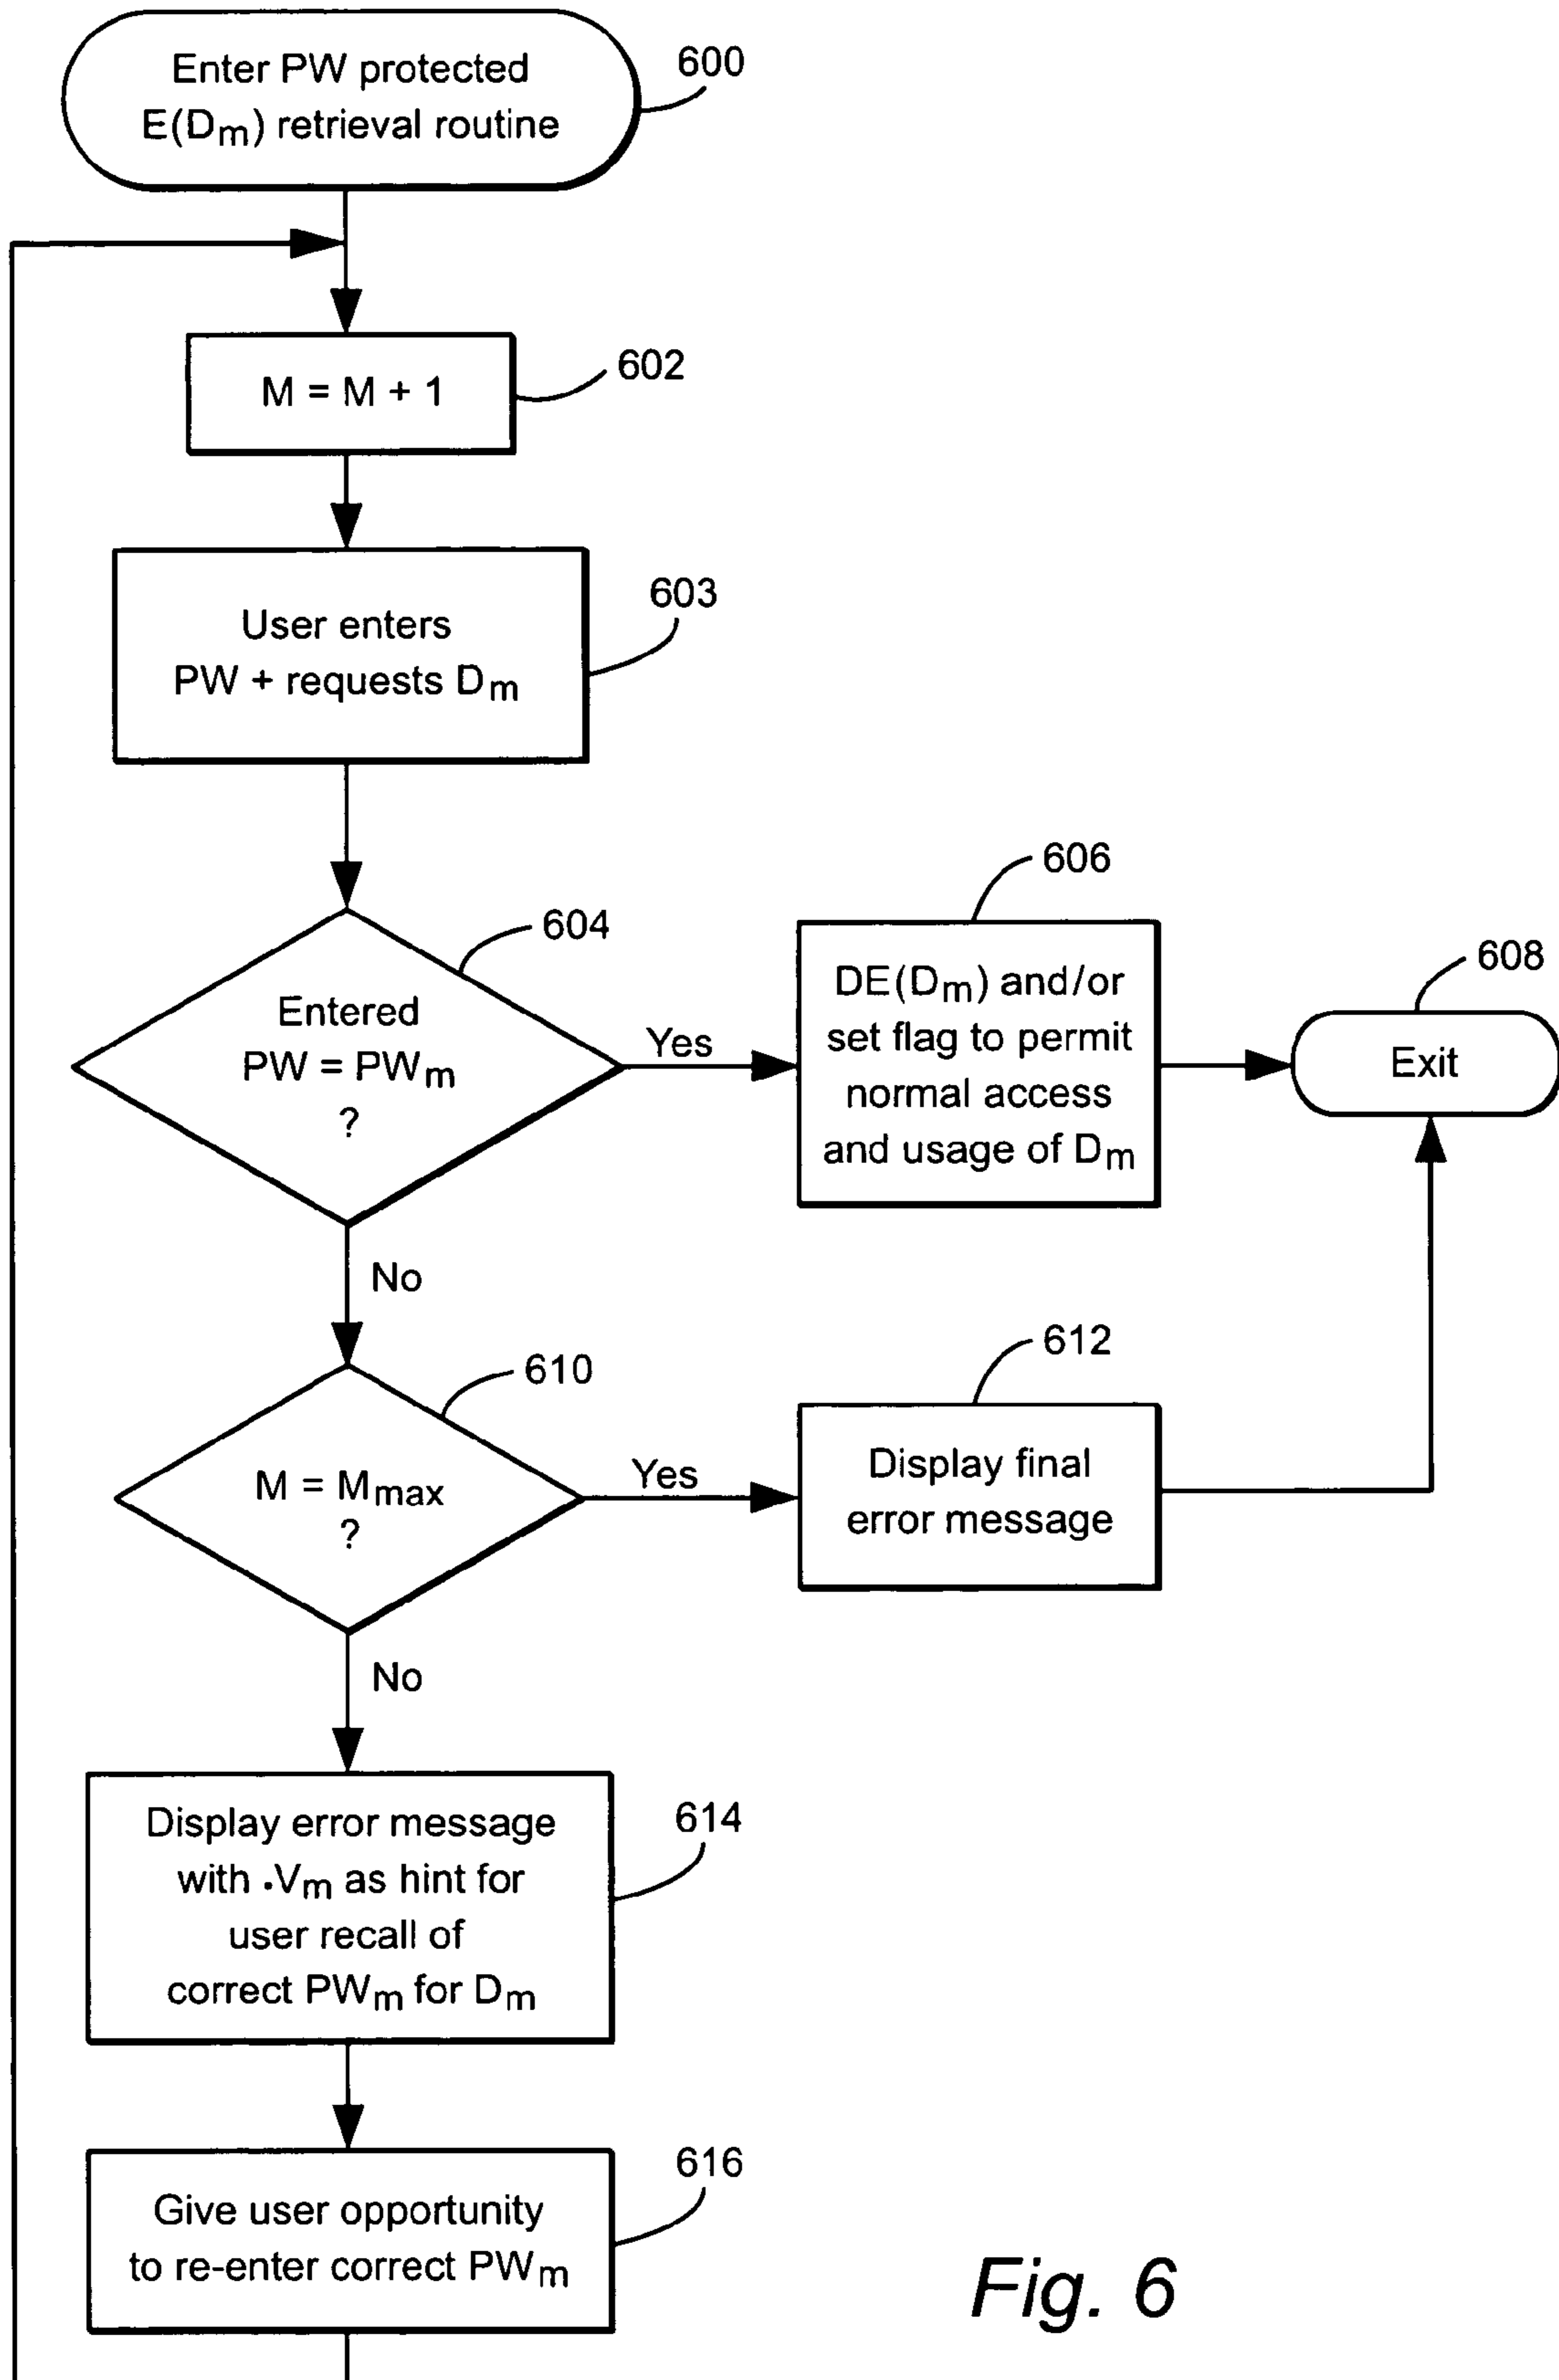 Enter PW protected
E(Dm) retrieval routine
600
M = M + 1
602
User enters
PW + requests Dm
603
Entered
PW = PWm
?
604
Yes
DE(Dm) and/or
set flag to permit
normal access
and usage of Dm
606
Exit
608
No
M = Mmax
?
610
Yes
Display final
error message
612
No
Display error message
with .Vm as hint for
user recall of
correct PWm for Dm
614
Give user opportunity
to re-enter correct PWm
616
Fig. 6